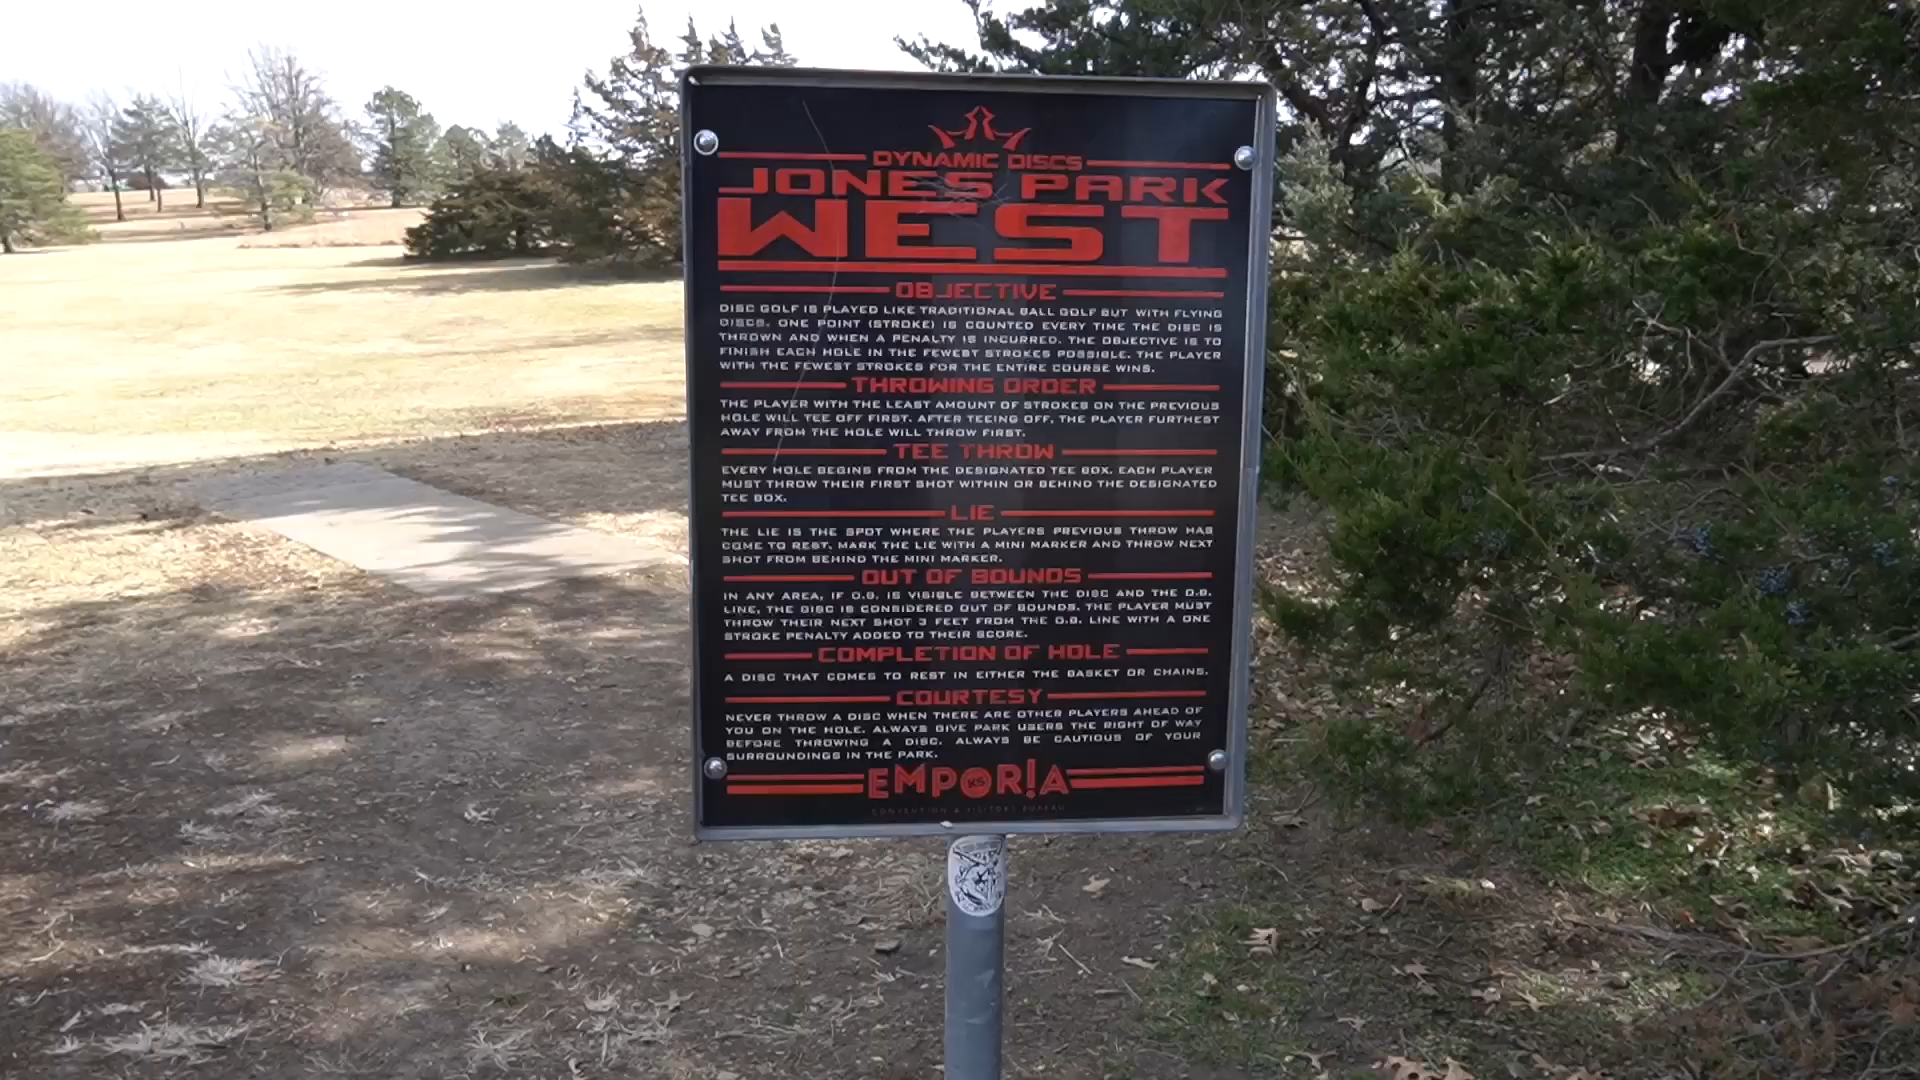 DYNAMIC DISCS
JONES PARK
WEST
OBJECTIVE
DISC GOLF IS PLAYED LIKE TRADITIONAL BALL GOLF BUT WITH FLYING
DISCS. ONE POINT (STROKE) IS COUNTED EVERY TIME THE DISC IS
THROWN AND WHEN A PENALTY IS INCURRED. THE OBJECTIVE IS TO
FINISH EACH HOLE IN THE FEWEST STROKES POSSIBLE. THE PLAYER
WITH THE FEWEST STROKES FOR THE ENTIRE COURSE WINS.
THROWING ORDER
THE PLAYER WITH THE LEAST AMOUNT OF STROKES ON THE PREVIOUS
HOLE WILL TEE OFF FIRST. AFTER TEEING OFF, THE PLAYER FURTHEST
AWAY FROM THE HOLE WILL THROW FIRST.
TEE THROW
EVERY HOLE BEGINS FROM THE DESIGNATED TEE BOX. EACH PLAYER
MUST THROW THEIR FIRST SHOT WITHIN OR BEHIND THE DESIGNATED
TEE BOX.
LIE
THE LIE IS THE SPOT WHERE THE PLAYERS PREVIOUS THROW HAS
COME TO REST. MARK THE LIE WITH A MINI MARKER AND THROW NEXT
SHOT FROM BEHIND THE MINI MARKER.
OUT OF BOUNDS
IN ANY AREA, IF O.B. IS VISIBLE BETWEEN THE DISC AND THE O.B.
LINE, THE DISC IS CONSIDERED OUT OF BOUNDS. THE PLAYER MUST
THROW THEIR NEXT SHOT 3 FEET FROM THE O.B. LINE WITH A ONE
STROKE PENALTY ADDED TO THEIR SCORE.
COMPLETION OF HOLE
A DISC THAT COMES TO REST IN EITHER THE BASKET OR CHAINS.
COURTESY
NEVER THROW A DISC WHEN THERE ARE OTHER PLAYERS AHEAD OF
YOU ON THE HOLE. ALWAYS GIVE PARK USERS THE RIGHT OF WAY
BEFORE THROWING A DISC. ALWAYS BE CAUTIOUS OF YOUR
SURROUNDINGS IN THE PARK.
EMPORIA
KS
CONVENTION & VISITORS BUREAU